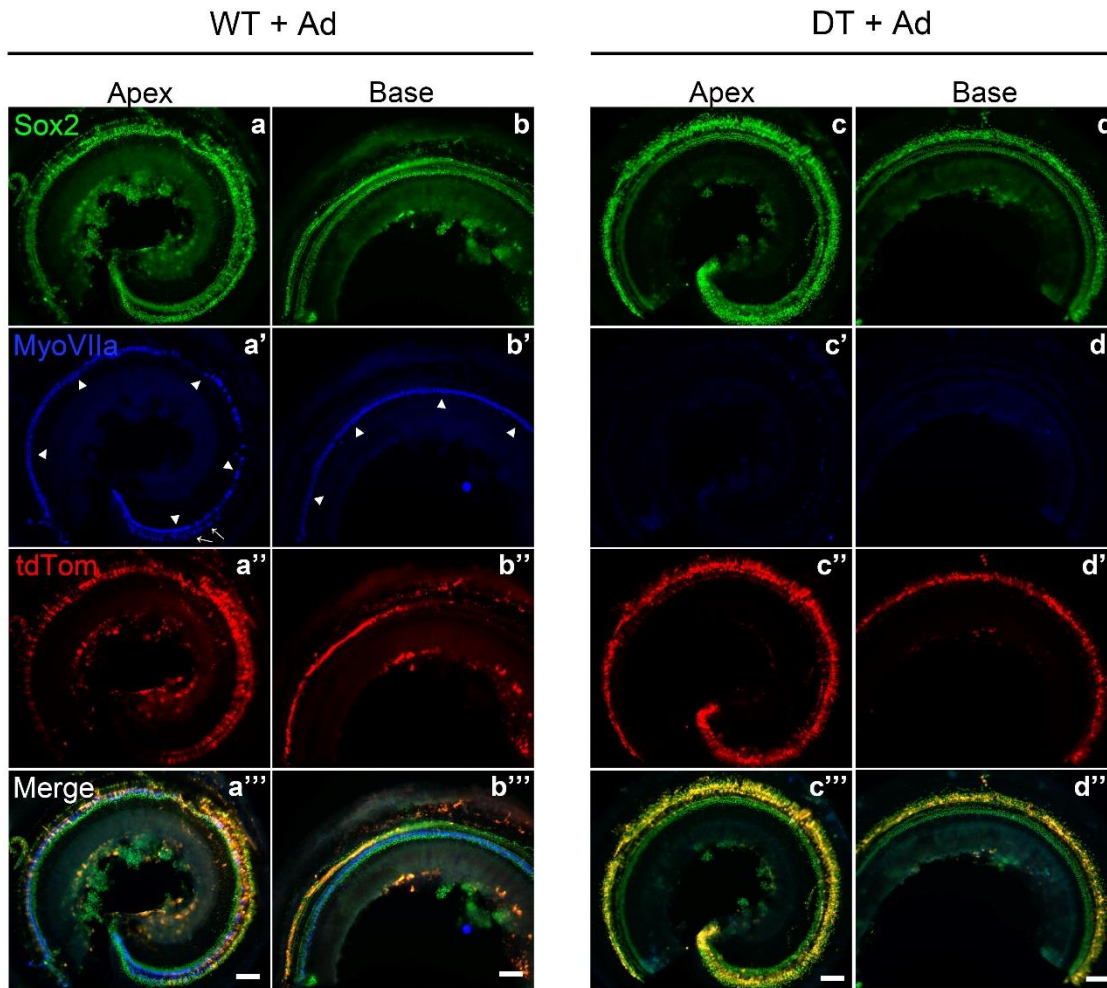 WT + Ad DT + Ad
Apex Base Apex Base
Sox2 a b c d
MyoVIIa a' b' c' d
tdTom a'' b'' c'' d'
Merge a''' b''' c''' d''